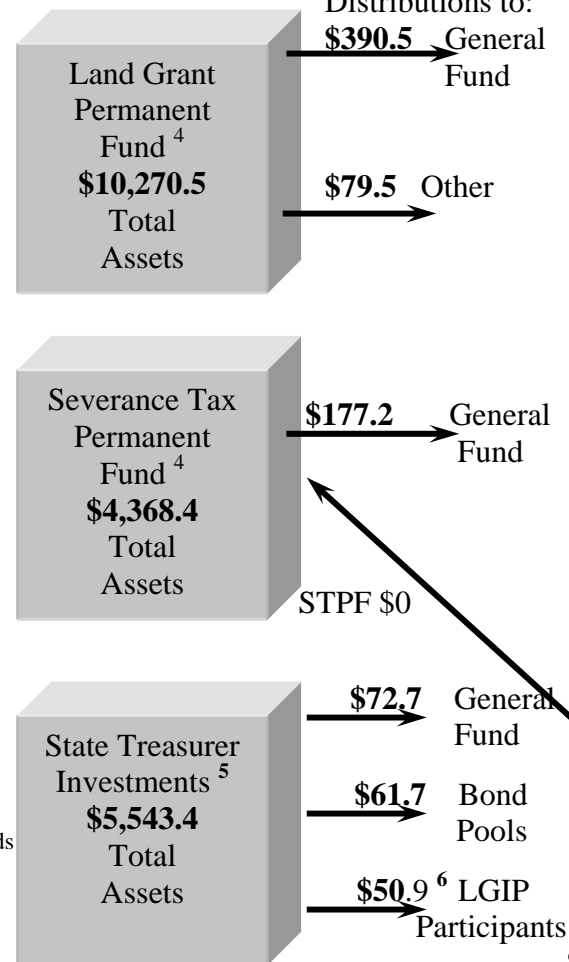 Distributions to:
$390.5 General
Fund
Land Grant
Permanent
Fund 4
$10,270.5
Total
Assets
$79.5 Other
Severance Tax
Permanent
Fund 4
$4,368.4
Total
Assets
$177.2 General
Fund
STPF $0
State Treasurer
Investments 5
$5,543.4
Total
Assets
$72.7 General
Fund
$61.7 Bond
Pools
$50.9 6 LGIP
Participants